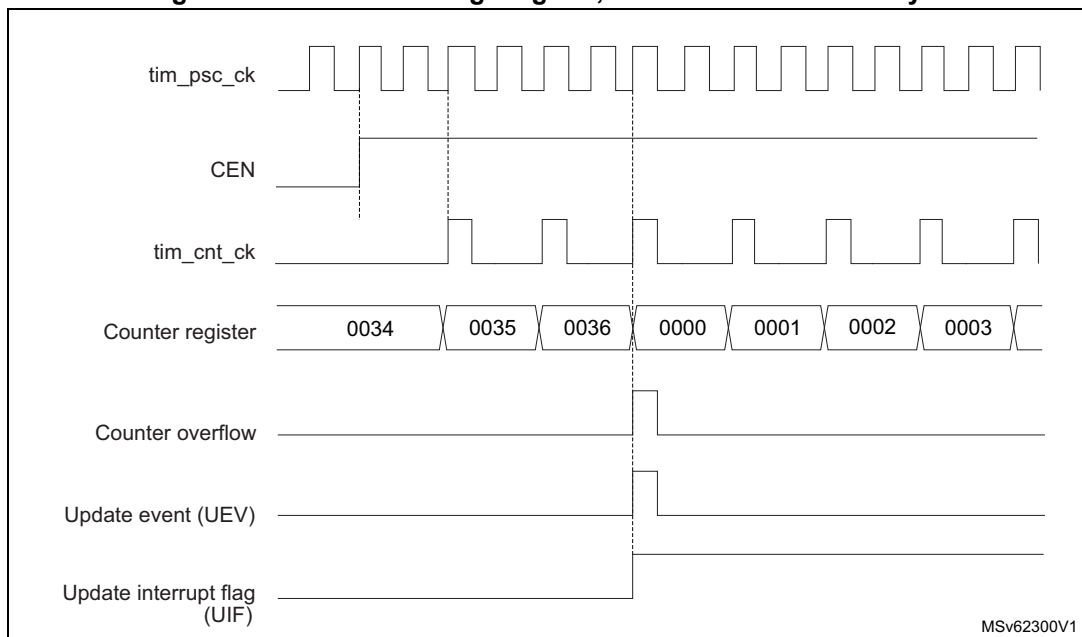 tim_psc_ck
CEN
tim_cnt_ck
Counter register
0034 0035 0036 0000 0001 0002 0003
Counter overflow
Update event (UEV)
Update interrupt flag
(UIF)
MSv62300V1